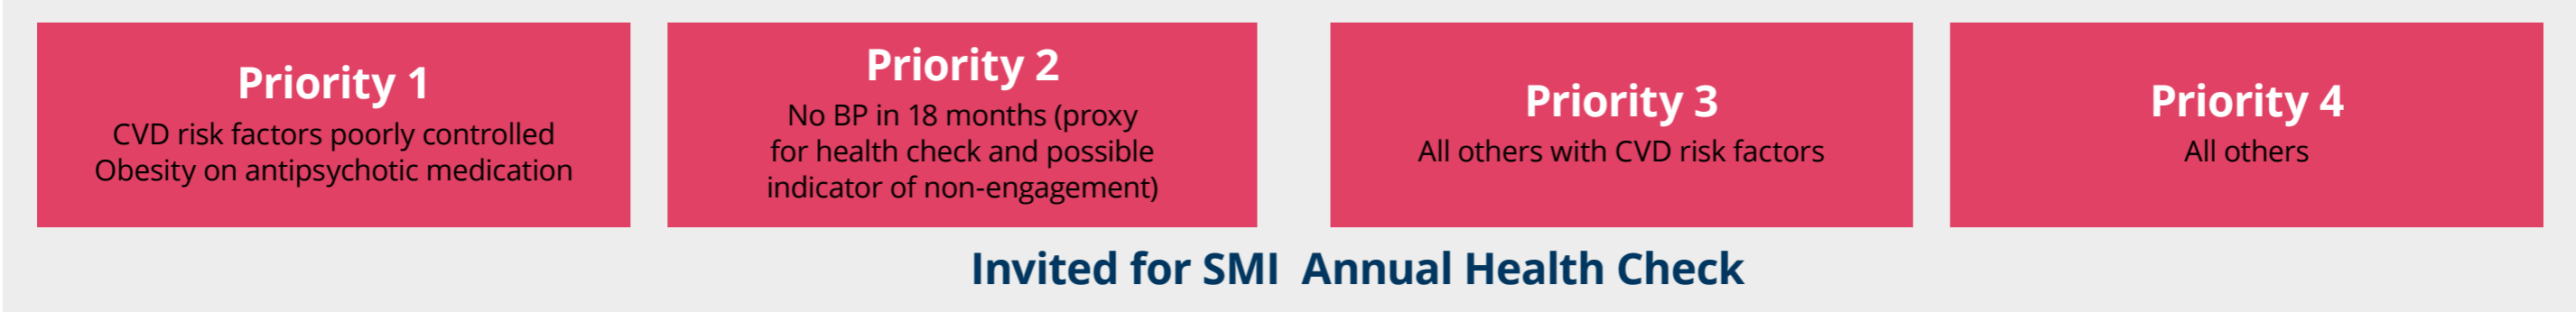 Priority 1
CVD risk factors poorly controlled
Obesity on antipsychotic medication
Priority 2
No BP in 18 months (proxy
for health check and possible
indicator of non-engagement)
Priority 3
All others with CVD risk factors
Priority 4
All others
Invited for SMI  Annual Health Check